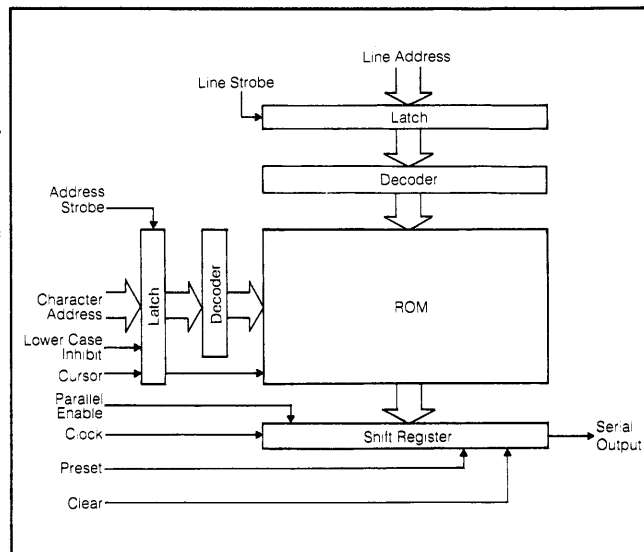 Line Address
Line Strobe
Latch
Decoder
Address
Strobe
Latch
Decoder
ROM
Character
Address
Lower Case
Inhibit
Cursor
Parallel
Enable
Clock
Shift Register
Serial
Output
Preset
Clear